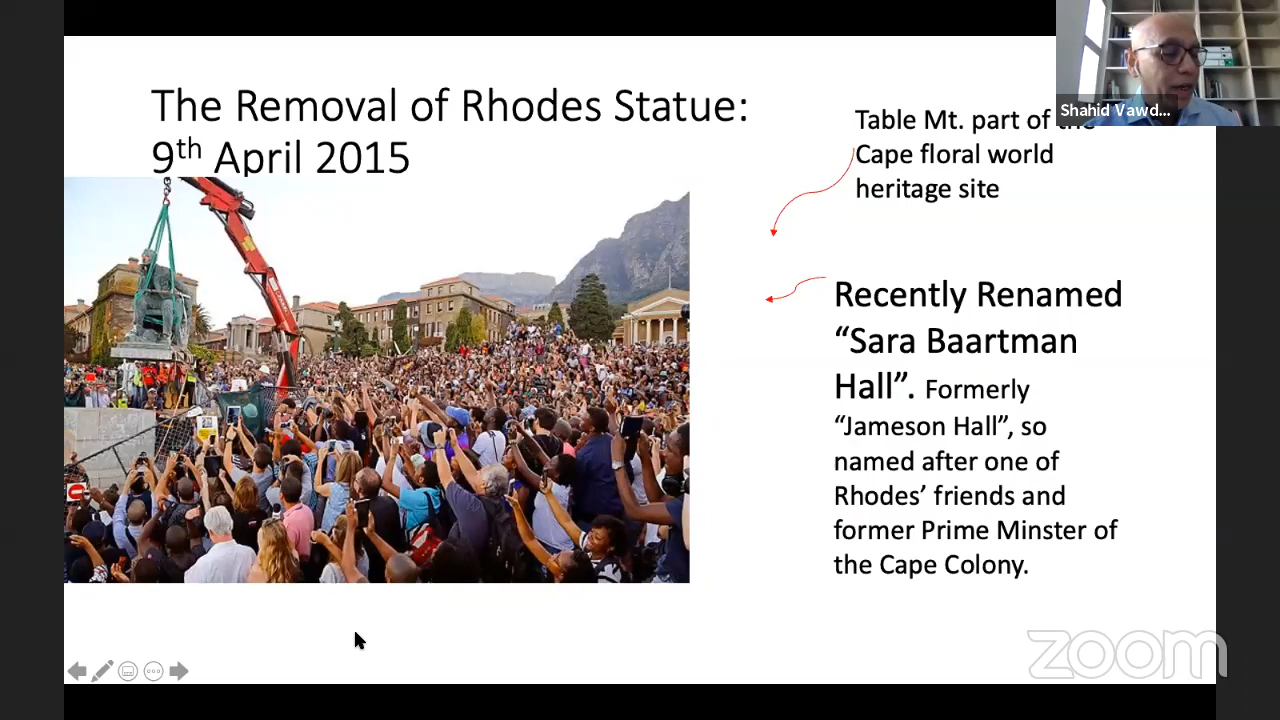 The Removal of Rhodes Statue:
9th April 2015
Table Mt. part of the
Cape floral world
heritage site
Shahid Vawd...
Recently Renamed
“Sara Baartman
Hall”. Formerly
“Jameson Hall”, so
named after one of
Rhodes’ friends and
former Prime Minster of
the Cape Colony.
zoom